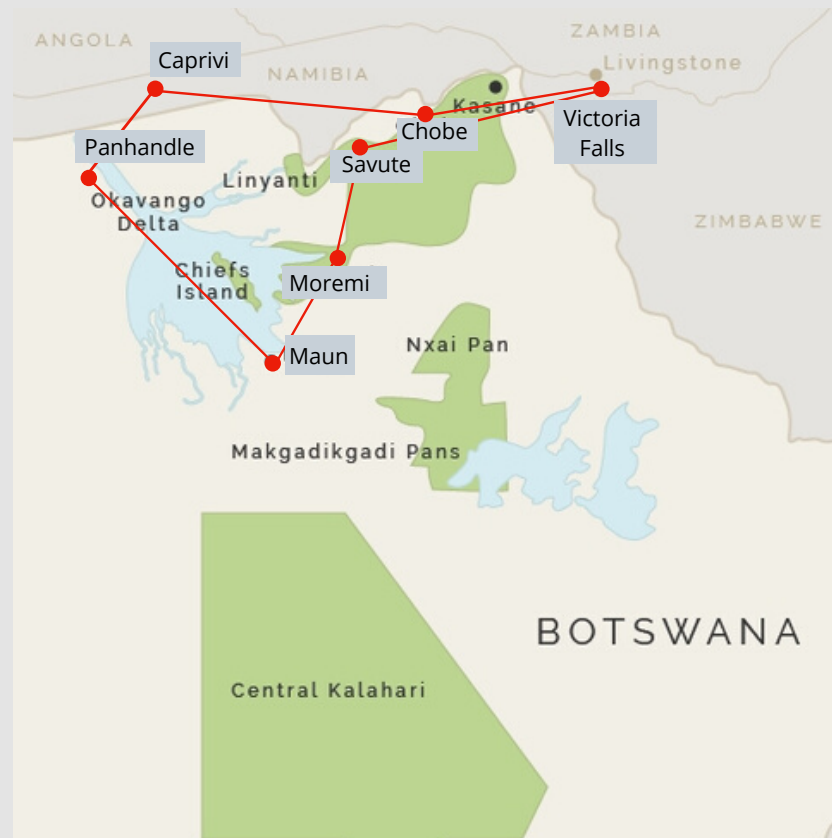 ANGOLA
ZAMBIA
Caprivi
NAMIBIA
Livingstone
Kasane
Chobe
Victoria
Falls
Panhandle
Savute
Linyanti
Okavango
Delta
ZIMBABWE
Chiefs
Island
Moremi
Maun
Nxai Pan
Makgadikgadi Pans
BOTSWANA
Central Kalahari